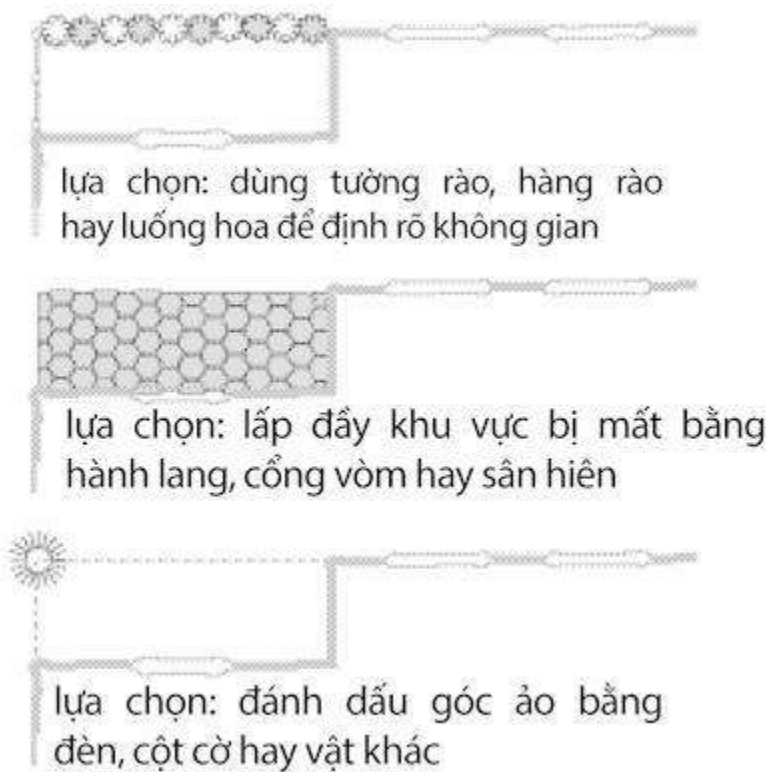 lựa chọn: dùng tường rào, hàng rào
hay luống hoa để định rõ không gian
lựa chọn: lấp đầy khu vực bị mất bằng
hành lang, cổng vòm hay sân hiên
lựa chọn: đánh dấu góc ảo bằng
đèn, cột cờ hay vật khác